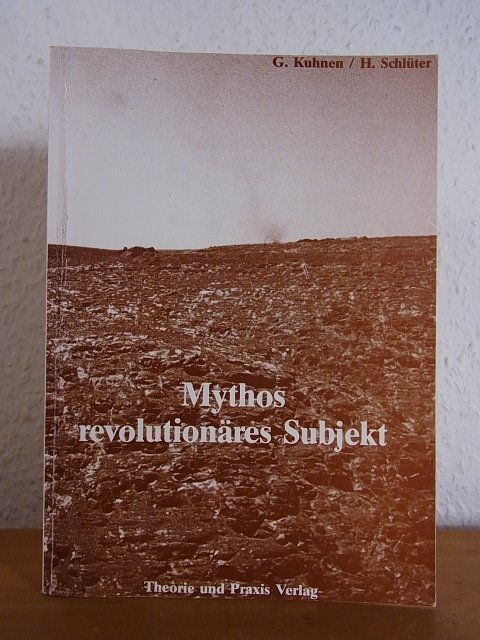 G. Kuhnen / H. Schlüter
Mythos
revolutionäres Subjekt
Theorie und Praxis Verlag